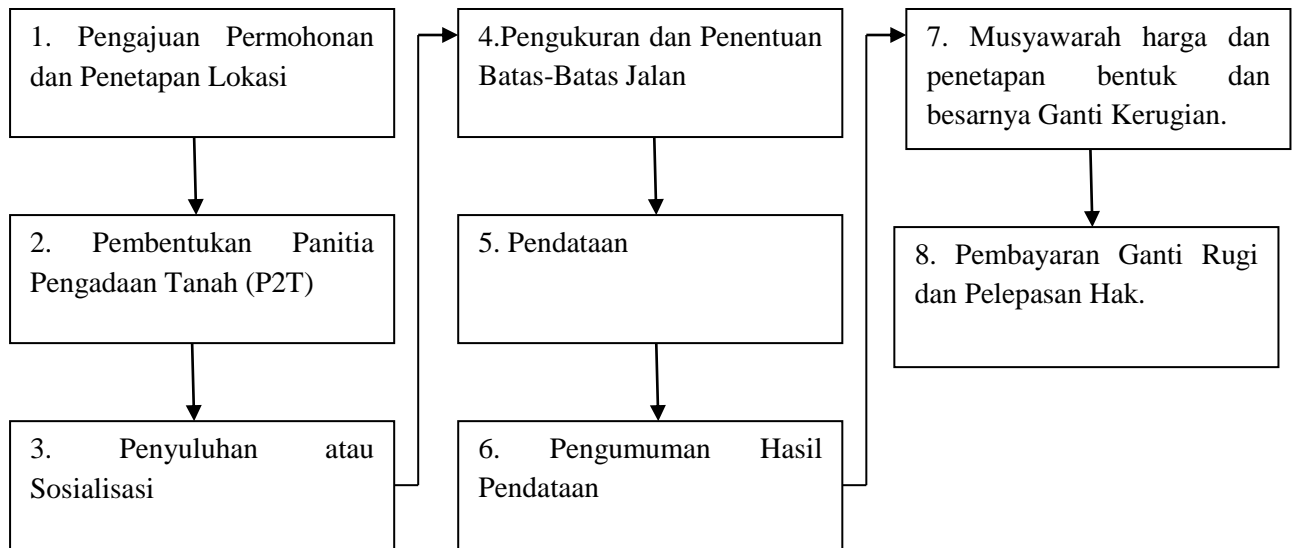 1. Pengajuan Permohonan
dan Penetapan Lokasi
2. Pembentukan Panitia
Pengadaan Tanah (P2T)
3. Penyuluhan atau
Sosialisasi
4.Pengukuran dan Penentuan
Batas-Batas Jalan
5. Pendataan
6. Pengumuman Hasil
Pendataan
7. Musyawarah harga dan
penetapan bentuk dan
besarnya Ganti Kerugian.
8. Pembayaran Ganti Rugi
dan Pelepasan Hak.